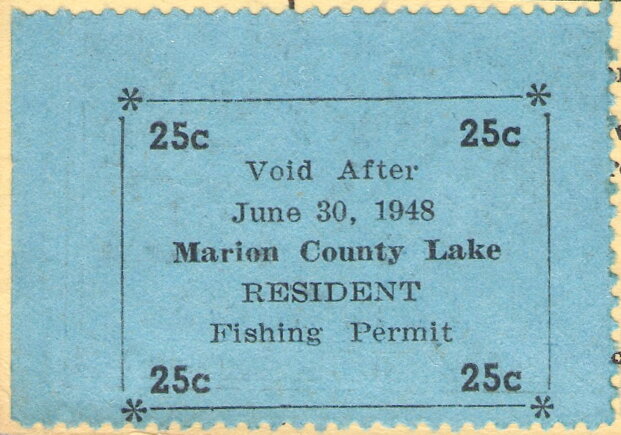 25c 25c
Void After
June 30, 1948
Marion County Lake
RESIDENT
Fishing Permit
25c 25c